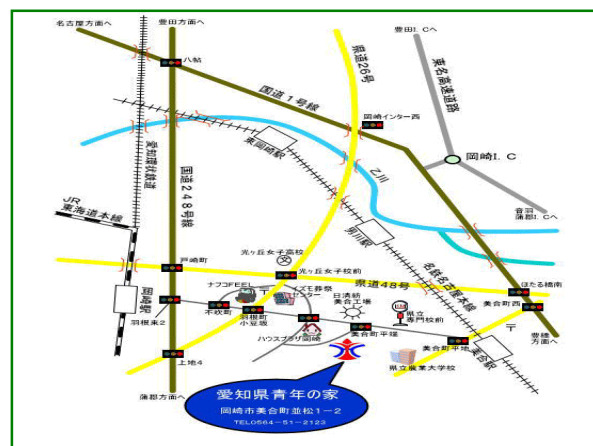 名古屋方面へ
豊田方面へ
豊田I.Cへ
八帖
国道1号線
県道26号
東名高速道路
岡崎インター西
岡崎I.C
愛知環状鉄道
東岡崎駅
乙川
国道248号線
男川駅
音羽
蒲郡I.Cへ
JR
東海道本線
名鉄名古屋本線
光ヶ丘女子高校
戸崎町
光ヶ丘女子校前
県道48号
ほたる橋南
岡崎駅
ナフコFEEL
〒
イズモ葬祭
センター
日清紡
美合工場
県立
専門校前
美合町西
羽根東2
不吹町
羽根町
小豆坂
ハウスプラザ岡崎
美合町平端
美合町平地
〒
豊橋
方面へ
美合駅
上地4
県立農業大学校
蒲郡方面へ
愛知県青年の家
岡崎市美合町並松1-2
TEL0564-51-2123